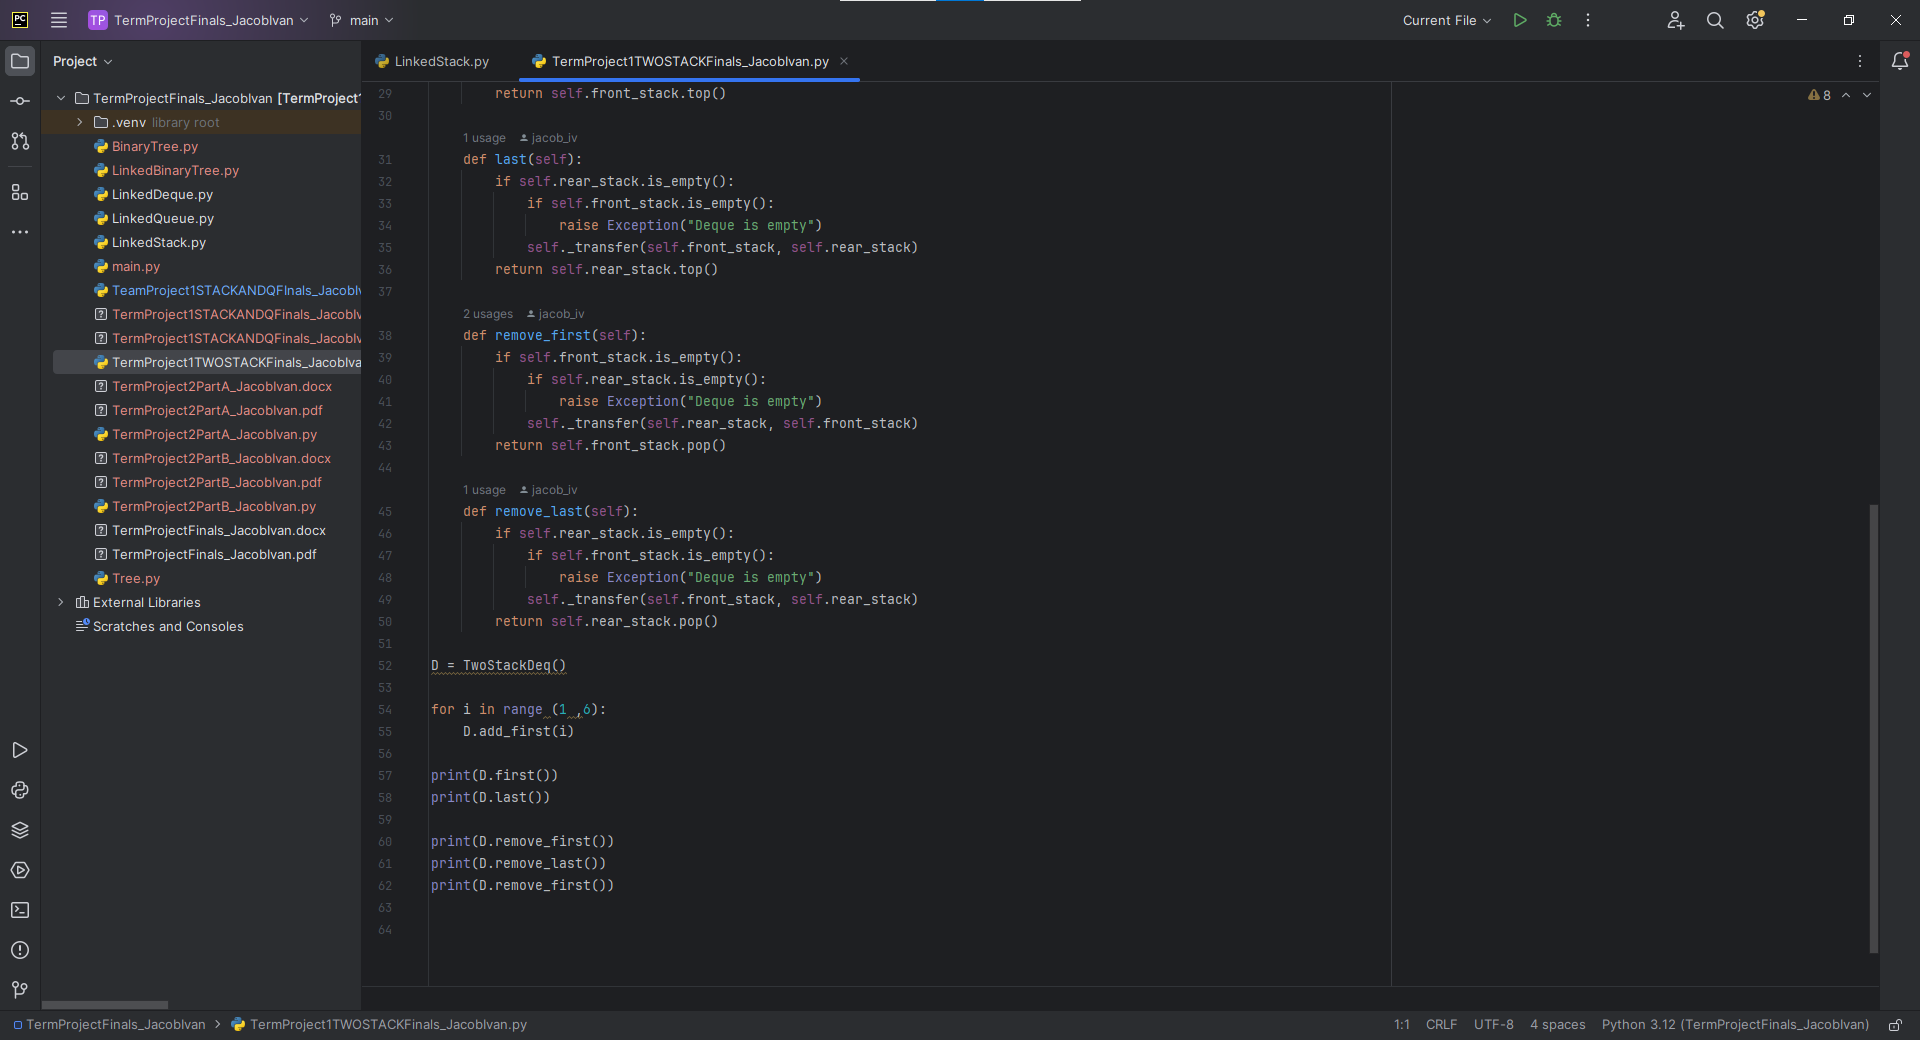 PC
TP TermProjectFinals_JacobIvan main
Current File
Project
LinkedStack.py
TermProject1TWOSTACKFinals_JacobIvan.py
TermProjectFinals_JacobIvan [TermProject1
.venv library root
BinaryTree.py
LinkedBinaryTree.py
LinkedDeque.py
LinkedQueue.py
LinkedStack.py
main.py
TeamProject1STACKANDQFInals_JacobIv
TermProject1STACKANDQFinals_JacobIv
TermProject1STACKANDQFinals_JacobIv
TermProject1TWOSTACKFinals_JacobIva
TermProject2PartA_JacobIvan.docx
TermProject2PartA_JacobIvan.pdf
TermProject2PartA_JacobIvan.py
TermProject2PartB_JacobIvan.docx
TermProject2PartB_JacobIvan.pdf
TermProject2PartB_JacobIvan.py
TermProjectFinals_JacobIvan.docx
TermProjectFinals_JacobIvan.pdf
Tree.py
External Libraries
Scratches and Consoles
8
29 return self.front_stack.top()
30
1 usage jacob_iv
31 def last(self):
32 if self.rear_stack.is_empty():
33 if self.front_stack.is_empty():
34 raise Exception("Deque is empty")
35 self._transfer(self.front_stack, self.rear_stack)
36 return self.rear_stack.top()
37
2 usages jacob_iv
38 def remove_first(self):
39 if self.front_stack.is_empty():
40 if self.rear_stack.is_empty():
41 raise Exception("Deque is empty")
42 self._transfer(self.rear_stack, self.front_stack)
43 return self.front_stack.pop()
44
1 usage jacob_iv
45 def remove_last(self):
46 if self.rear_stack.is_empty():
47 if self.front_stack.is_empty():
48 raise Exception("Deque is empty")
49 self._transfer(self.front_stack, self.rear_stack)
50 return self.rear_stack.pop()
51
52 D = TwoStackDeq()
53
54 for i in range (1 ,6):
55 D.add_first(i)
56
57 print(D.first())
58 print(D.last())
59
60 print(D.remove_first())
61 print(D.remove_last())
62 print(D.remove_first())
63
64
TermProjectFinals_JacobIvan > TermProject1TWOSTACKFinals_JacobIvan.py
1:1 CRLF UTF-8 4 spaces Python 3.12 (TermProjectFinals_JacobIvan)